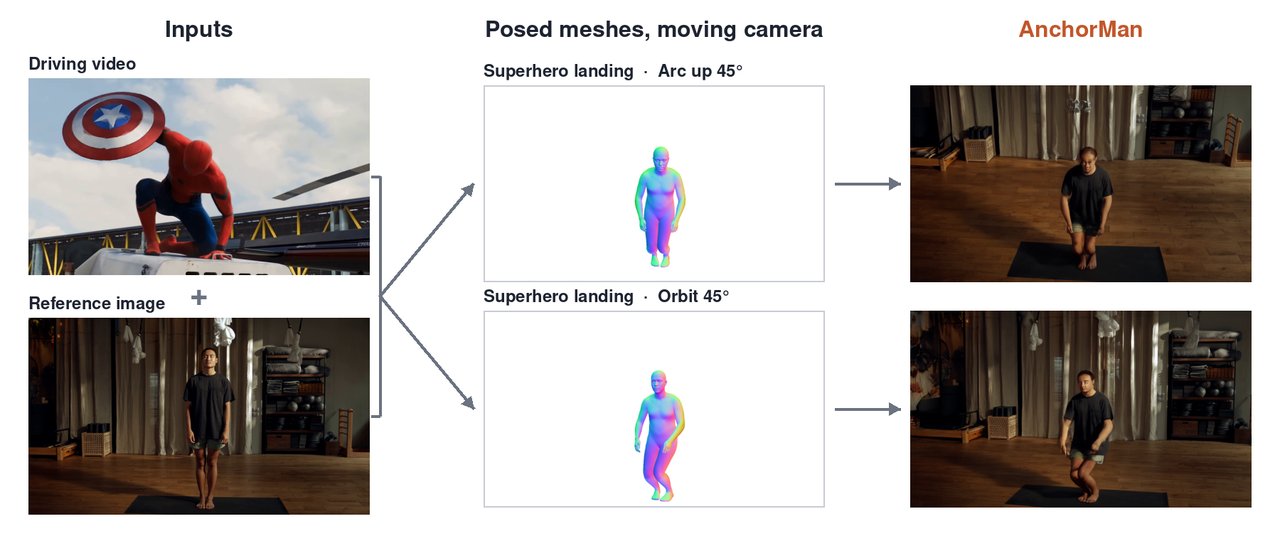 Inputs
Posed meshes, moving camera
AnchorMan
Driving video
Superhero landing · Arc up 45°
Reference image +
Superhero landing · Orbit 45°